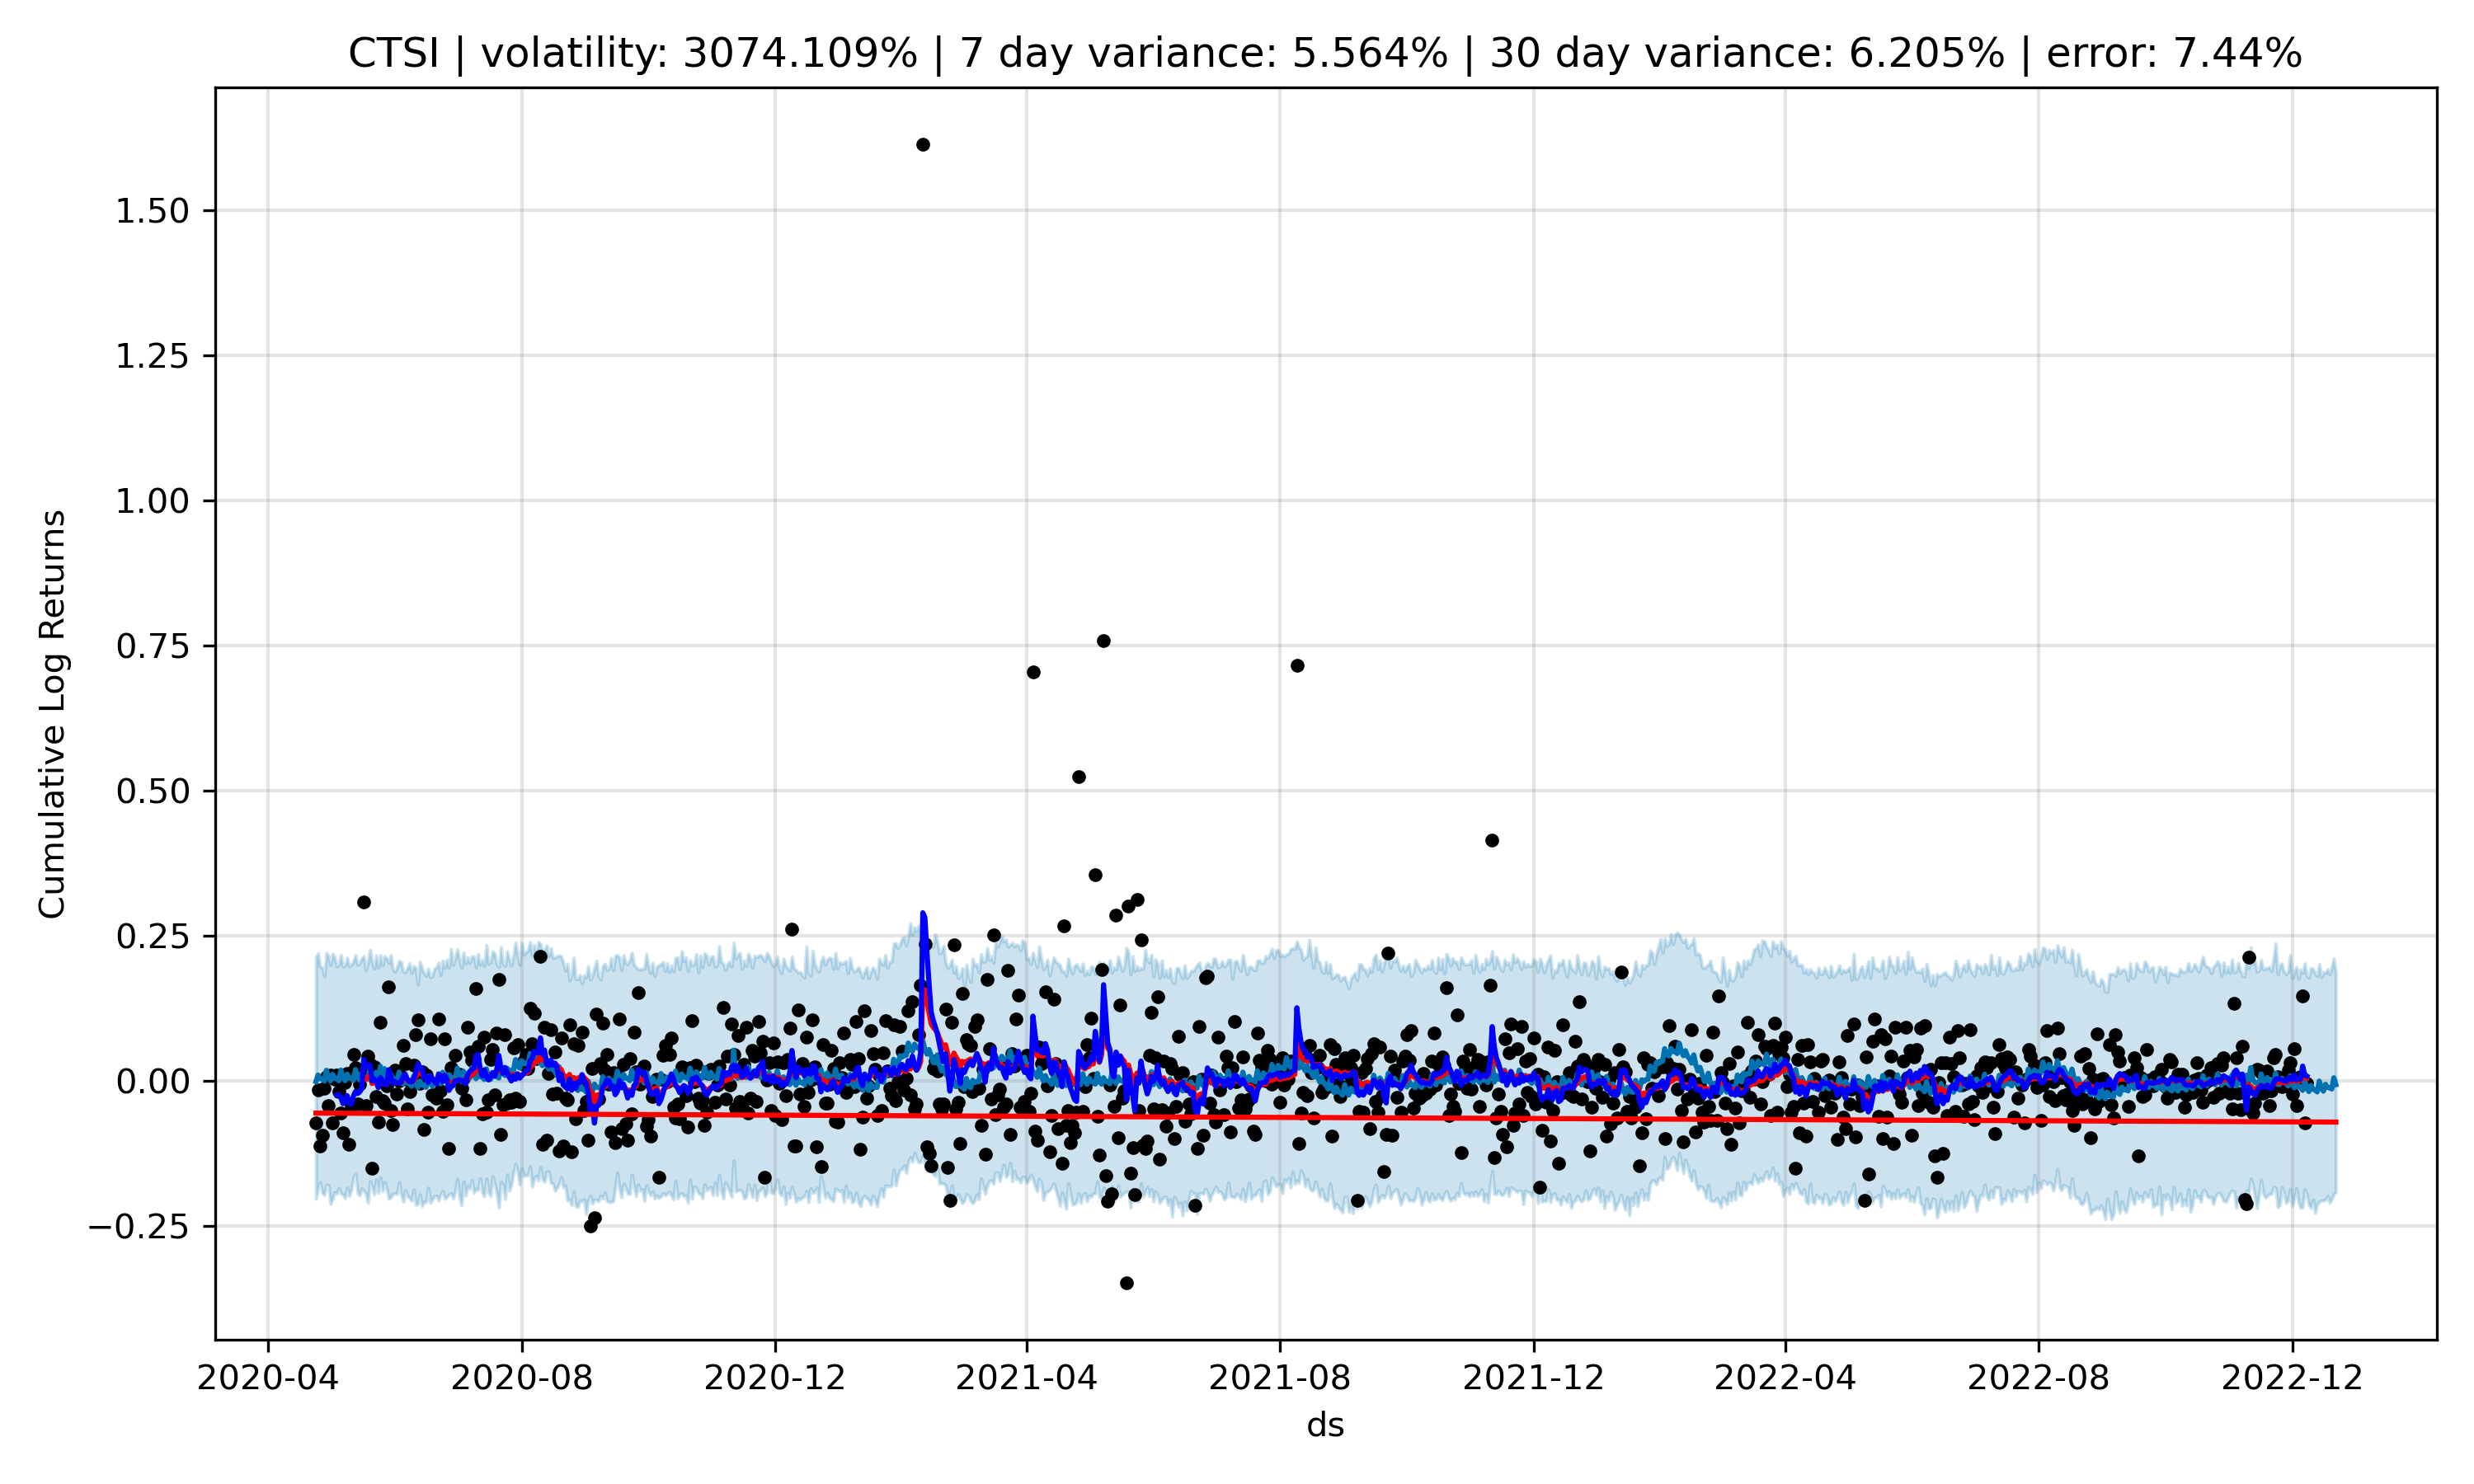 CTSI | volatility: 3074.109% | 7 day variance: 5.564% | 30 day variance: 6.205% | error: 7.44%
Cumulative Log Returns
1.50
1.25
1.00
0.75
0.50
0.25
0.00
−0.25
2020-04 2020-08 2020-12 2021-04 2021-08 2021-12 2022-04 2022-08 2022-12
ds